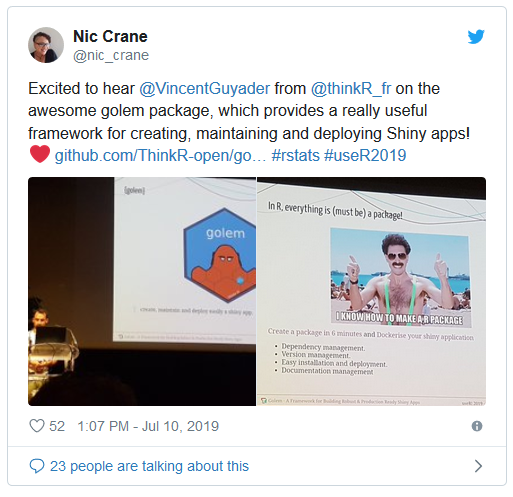 Nic Crane
@nic_crane
Excited to hear @VincentGuyader from @thinkR_fr on the
awesome golem package, which provides a really useful
framework for creating, maintaining and deploying Shiny apps!
github.com/ThinkR-open/go… #rstats #useR2019
{golem}
golem
create, maintain and deploy easily a shiny app.
In R, everything is (must be) a package!
I KNOW HOW TO MAKE A R PACKAGE
Create a package in 6 minutes and Dockerise your shiny application
• Dependency management.
• Version management.
• Easy installation and deployment.
• Documentation management
Golem - A Framework for Building Robust & Production Ready Shiny Apps
useR! 2019
52 1:07 PM - Jul 10, 2019
23 people are talking about this